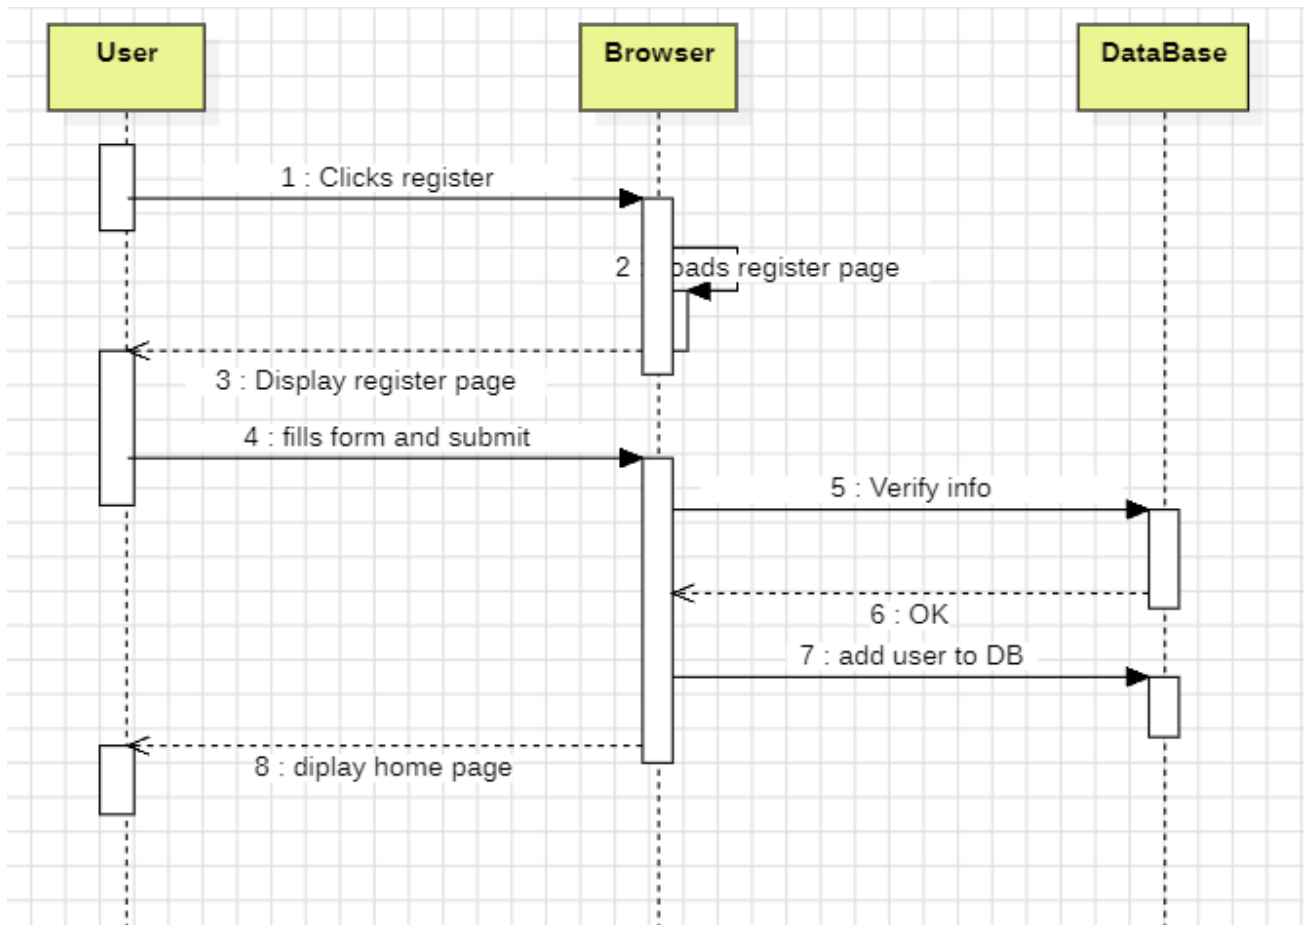 User
Browser
DataBase
1 : Clicks register
2 : loads register page
3 : Display register page
4 : fills form and submit
5 : Verify info
6 : OK
7 : add user to DB
8 : diplay home page